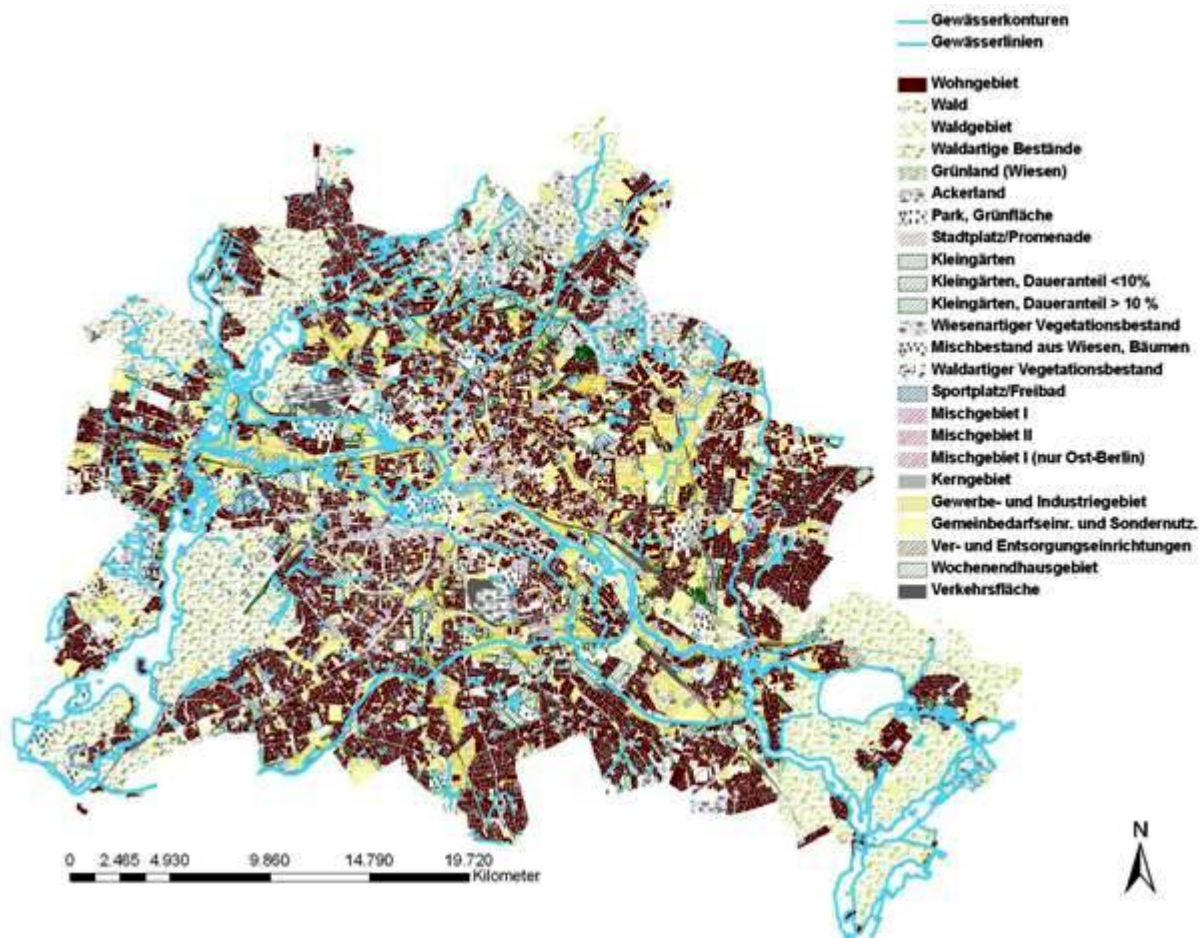 Gewässerkonturen
Gewässerlinien
Wohngebiet
Wald
Waldgebiet
Waldartige Bestände
Grünland (Wiesen)
Ackerland
Park, Grünfläche
Stadtplatz/Promenade
Kleingärten
Kleingärten, Daueranteil <10%
Kleingärten, Daueranteil > 10 %
Wiesenartiger Vegetationsbestand
Mischbestand aus Wiesen, Bäumen
Waldartiger Vegetationsbestand
Sportplatz/Freibad
Mischgebiet I
Mischgebiet II
Mischgebiet I (nur Ost-Berlin)
Kerngebiet
Gewerbe- und Industriegebiet
Gemeinbedarfseinr. und Sondernutz.
Ver- und Entsorgungseinrichtungen
Wochenendhausgebiet
Verkehrsfläche
N
0 2.465 4.930 9.860 14.790 19.720
Kilometer